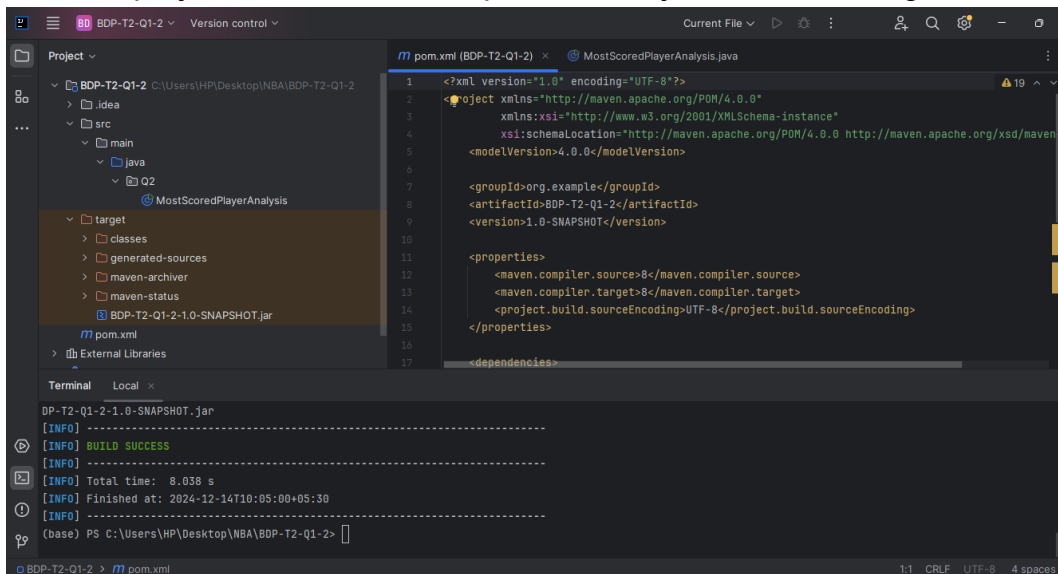 BD BDP-T2-Q1-2 Version control Current File
Project
BDP-T2-Q1-2 C:\Users\HP\Desktop\NBA\BDP-T2-Q1-2
.idea
src
main
java
Q2
MostScoredPlayerAnalysis
target
classes
generated-sources
maven-archiver
maven-status
BDP-T2-Q1-2-1.0-SNAPSHOT.jar
m pom.xml
External Libraries
m pom.xml (BDP-T2-Q1-2) MostScoredPlayerAnalysis.java
19
1 <?xml version="1.0" encoding="UTF-8"?>
2 <project xmlns="http://maven.apache.org/POM/4.0.0"
3 xmlns:xsi="http://www.w3.org/2001/XMLSchema-instance"
4 xsi:schemaLocation="http://maven.apache.org/POM/4.0.0 http://maven.apache.org/xsd/maven
5 <modelVersion>4.0.0</modelVersion>
6
7 <groupId>org.example</groupId>
8 <artifactId>BDP-T2-Q1-2</artifactId>
9 <version>1.0-SNAPSHOT</version>
10
11 <properties>
12 <maven.compiler.source>8</maven.compiler.source>
13 <maven.compiler.target>8</maven.compiler.target>
14 <project.build.sourceEncoding>UTF-8</project.build.sourceEncoding>
15 </properties>
16
17 <dependencies>
Terminal Local
DP-T2-Q1-2-1.0-SNAPSHOT.jar
[INFO] ------------------------------------------------------------------------
[INFO] BUILD SUCCESS
[INFO] ------------------------------------------------------------------------
[INFO] Total time: 8.038 s
[INFO] Finished at: 2024-12-14T10:05:00+05:30
[INFO] ------------------------------------------------------------------------
(base) PS C:\Users\HP\Desktop\NBA\BDP-T2-Q1-2>
BDP-T2-Q1-2 > m pom.xml 1:1 CRLF UTF-8 4 spaces